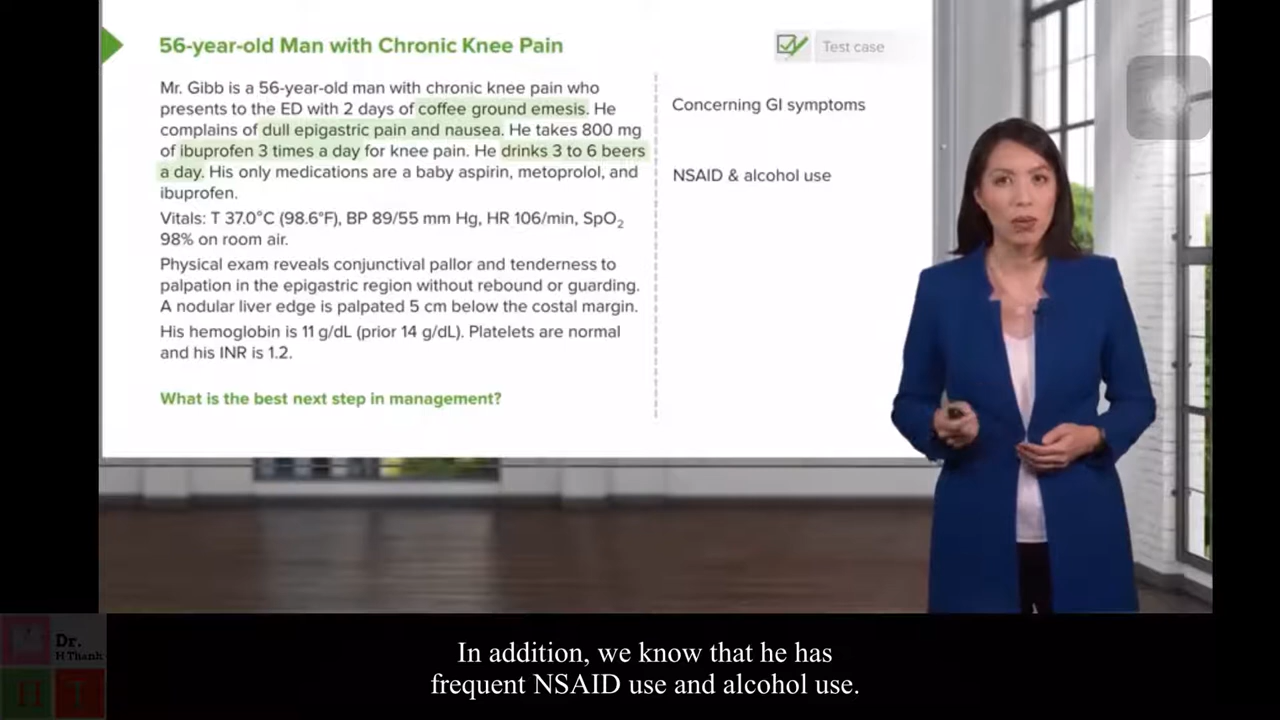 56-year-old Man with Chronic Knee Pain
Test case
Mr. Gibb is a 56-year-old man with chronic knee pain who
presents to the ED with 2 days of coffee ground emesis. He
complains of dull epigastric pain and nausea. He takes 800 mg
of ibuprofen 3 times a day for knee pain. He drinks 3 to 6 beers
a day. His only medications are a baby aspirin, metoprolol, and
ibuprofen.
Vitals: T 37.0°C (98.6°F), BP 89/55 mm Hg, HR 106/min, SpO₂
98% on room air.
Physical exam reveals conjunctival pallor and tenderness to
palpation in the epigastric region without rebound or guarding.
A nodular liver edge is palpated 5 cm below the costal margin.
His hemoglobin is 11 g/dL (prior 14 g/dL). Platelets are normal
and his INR is 1.2.
What is the best next step in management?
Concerning GI symptoms
NSAID & alcohol use
Dr.
H Thank
H I
In addition, we know that he has
frequent NSAID use and alcohol use.